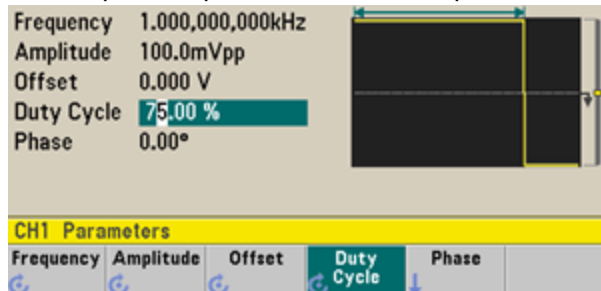 Frequency 1.000,000,000kHz
Amplitude 100.0mVpp
Offset 0.000 V
Duty Cycle 75.00 %
Phase 0.00°
CH1 Parameters
Frequency Amplitude Offset Duty Cycle Phase